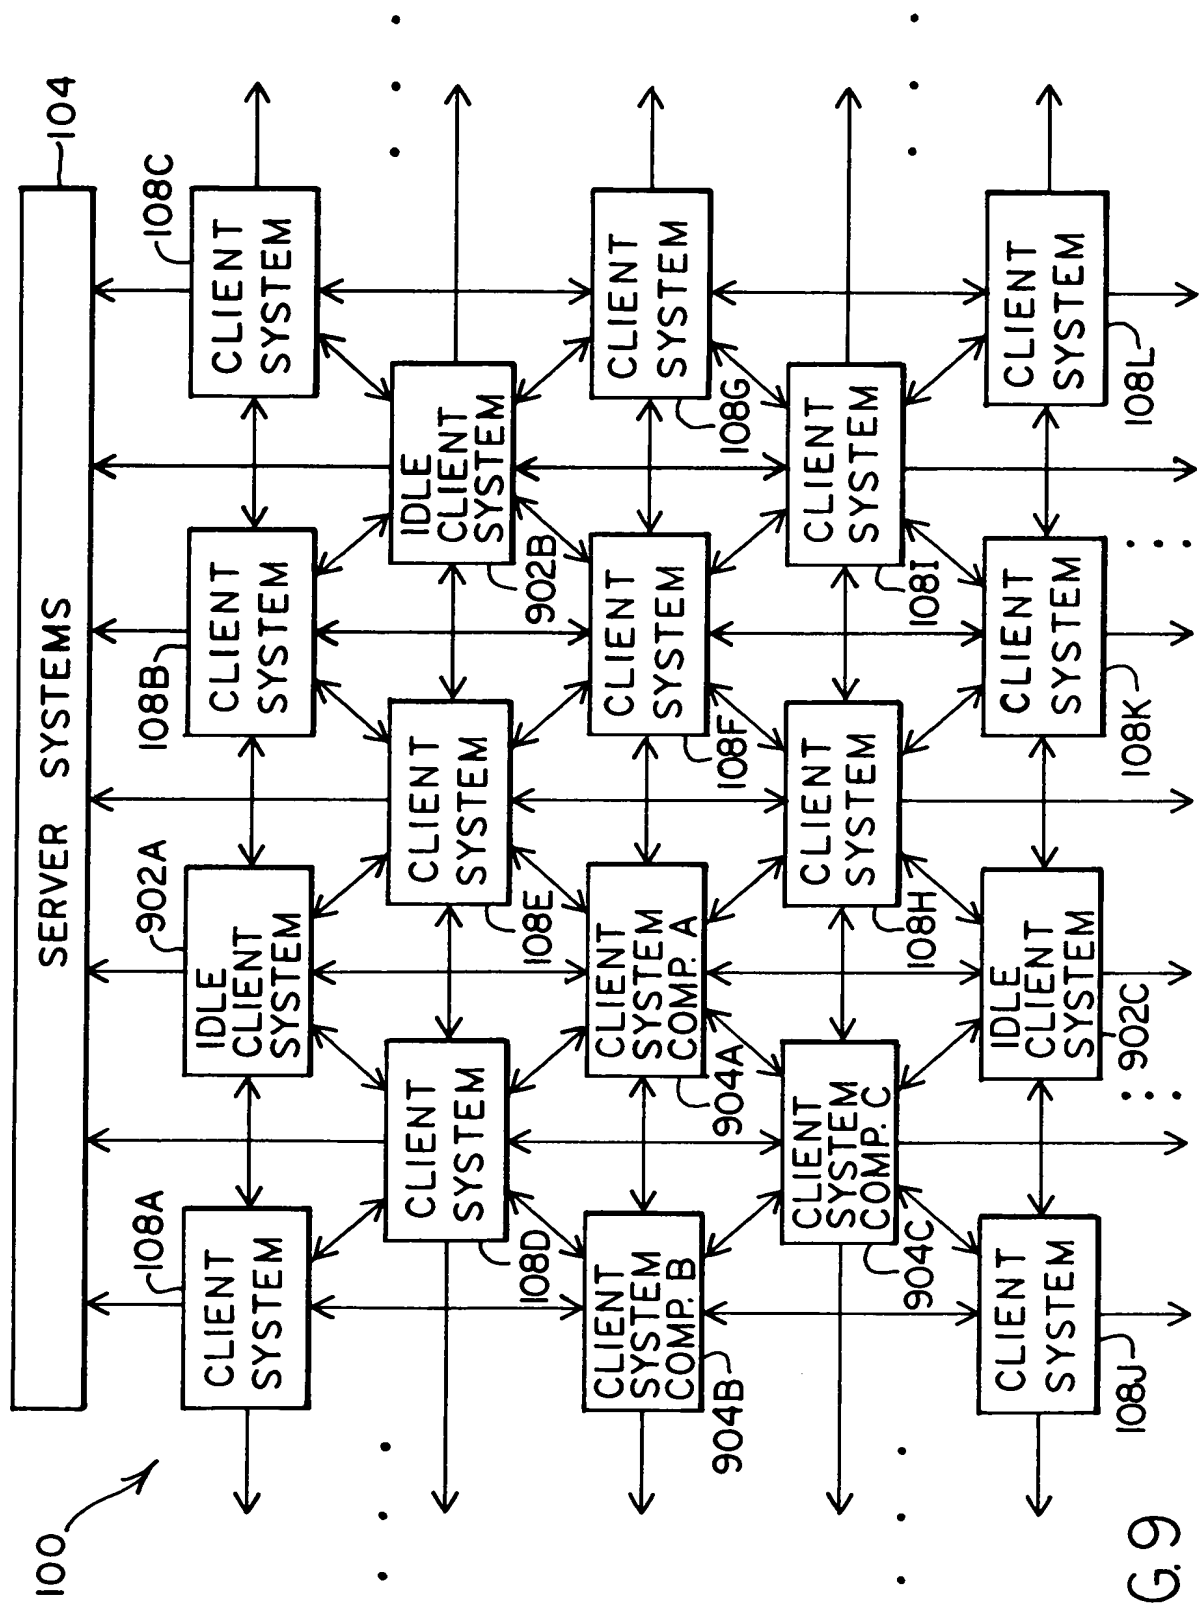 100
SERVER SYSTEMS
104
108A
902A
108B
108C
CLIENT
SYSTEM
IDLE
CLIENT
SYSTEM
CLIENT
SYSTEM
CLIENT
SYSTEM
CLIENT
SYSTEM
CLIENT
SYSTEM
IDLE
CLIENT
SYSTEM
108D
108E
902B
CLIENT
SYSTEM
COMP. B
CLIENT
SYSTEM
COMP. A
CLIENT
SYSTEM
CLIENT
SYSTEM
904B
904A
108F
108G
CLIENT
SYSTEM
COMP. C
CLIENT
SYSTEM
CLIENT
SYSTEM
904C
108H
108I
CLIENT
SYSTEM
IDLE
CLIENT
SYSTEM
CLIENT
SYSTEM
CLIENT
SYSTEM
108J
902C
108K
108L
G. 9